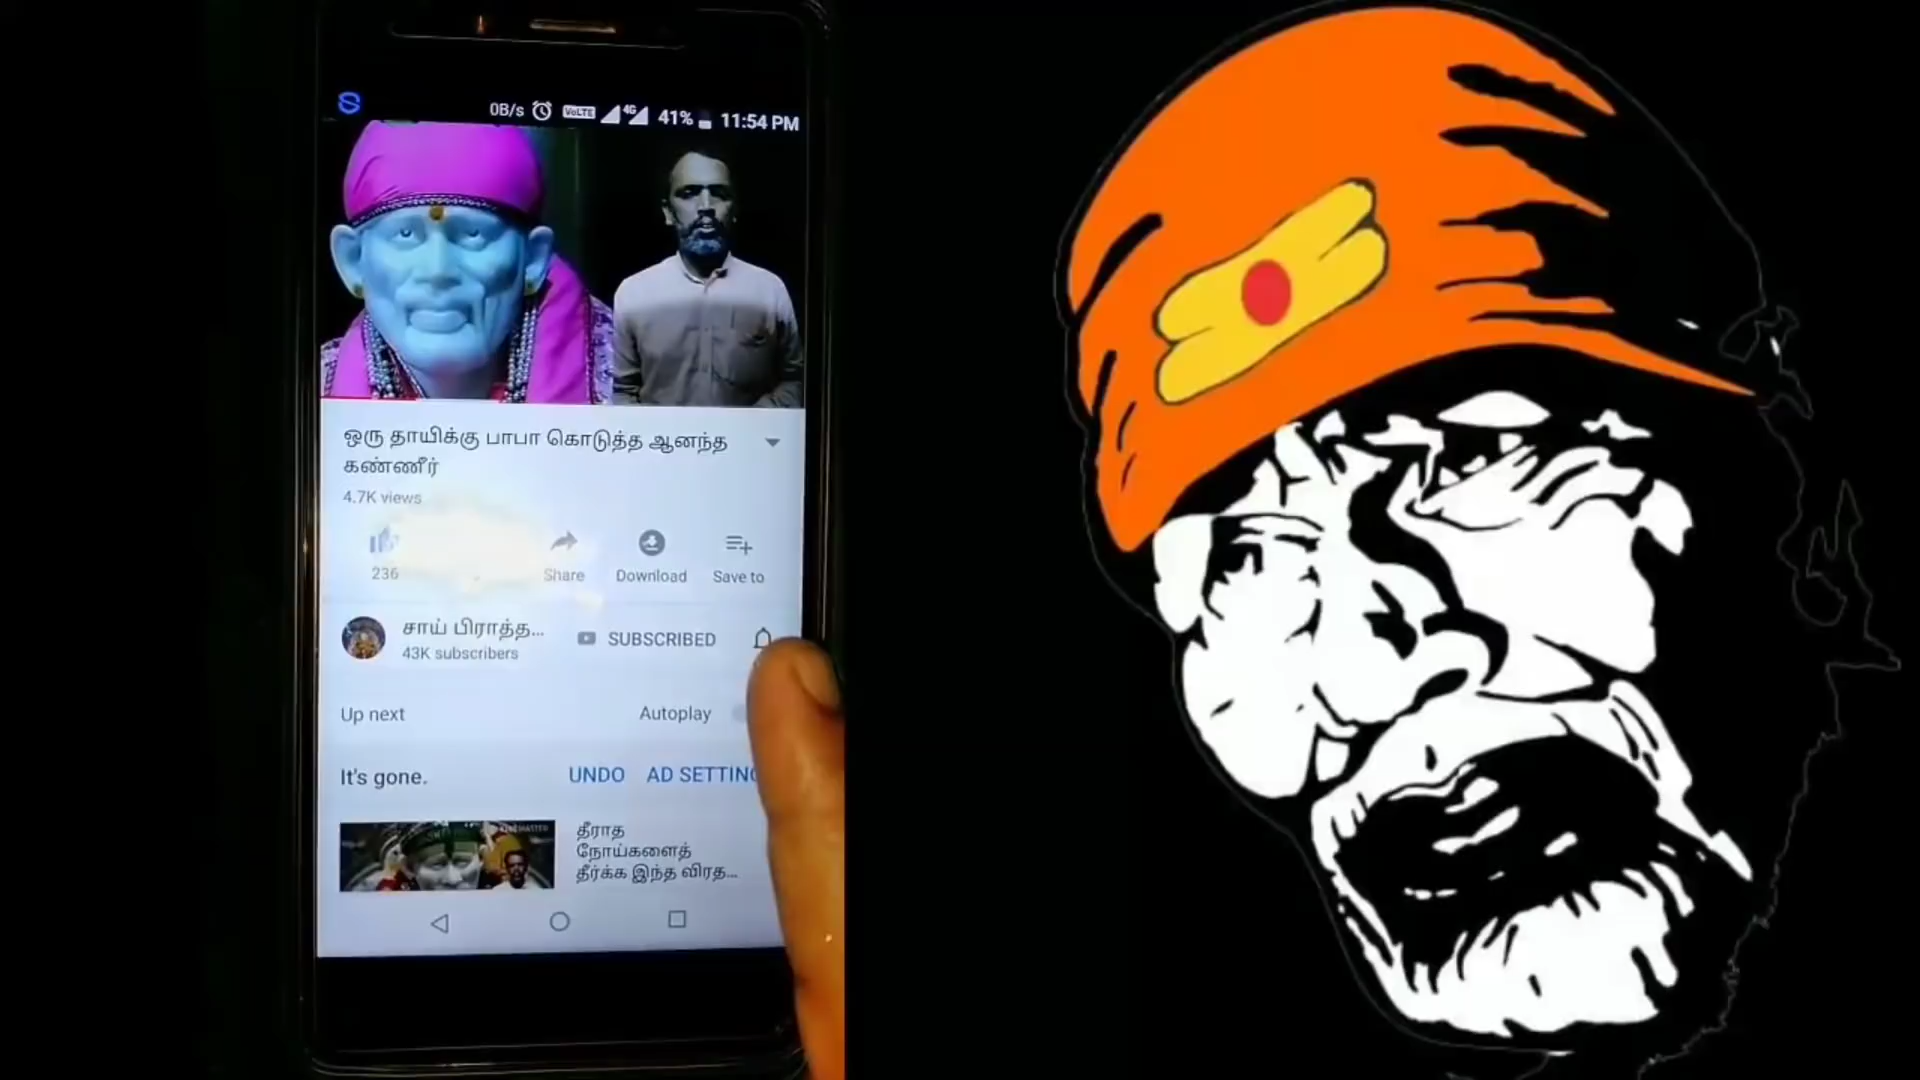 0B/s VoLTE 4G 41% 11:54 PM
ஒரு தாயிக்கு பாபா கொடுத்த ஆனந்த
கண்ணீர்
4.7K views
236 Share Download Save to
சாய் பிராத்த... SUBSCRIBED
43K subscribers
Up next Autoplay
It's gone. UNDO AD SETTING
தீராத
நோய்களைத்
தீர்க்க இந்த விரத...